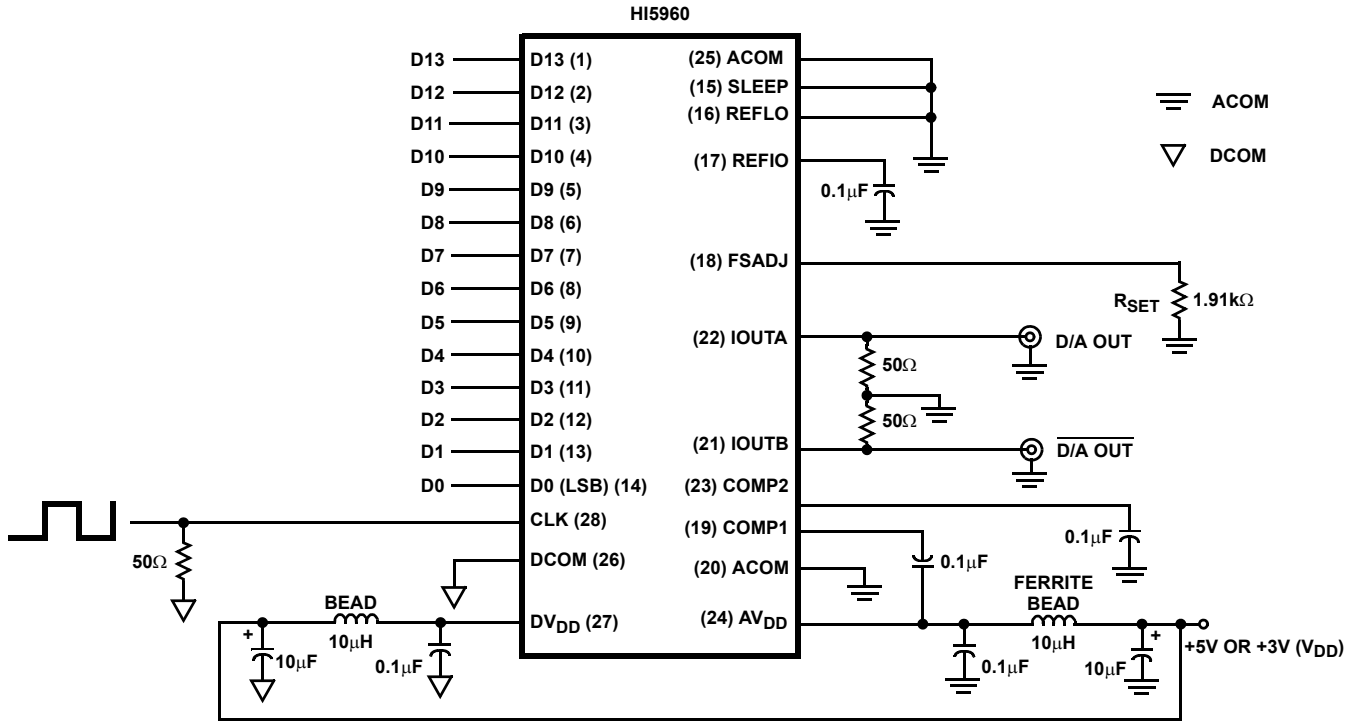 HI5960
D13
D13 (1)
D12
D12 (2)
D11
D11 (3)
D10
D10 (4)
D9
D9 (5)
D8
D8 (6)
D7
D7 (7)
D6
D6 (8)
D5
D5 (9)
D4
D4 (10)
D3
D3 (11)
D2
D2 (12)
D1
D1 (13)
D0
D0 (LSB) (14)
CLK (28)
50Ω
DCOM (26)
BEAD
DVDD (27)
+
10μF
10μH
0.1μF
(25) ACOM
(15) SLEEP
(16) REFLO
(17) REFIO
0.1μF
(18) FSADJ
RSET
1.91kΩ
(22) IOUTA
D/A OUT
50Ω
50Ω
(21) IOUTB
D/A OUT
(23) COMP2
0.1μF
(19) COMP1
0.1μF
(20) ACOM
FERRITE
BEAD
(24) AVDD
10μH
0.1μF
10μF
+
+5V OR +3V (VDD)
ACOM
DCOM